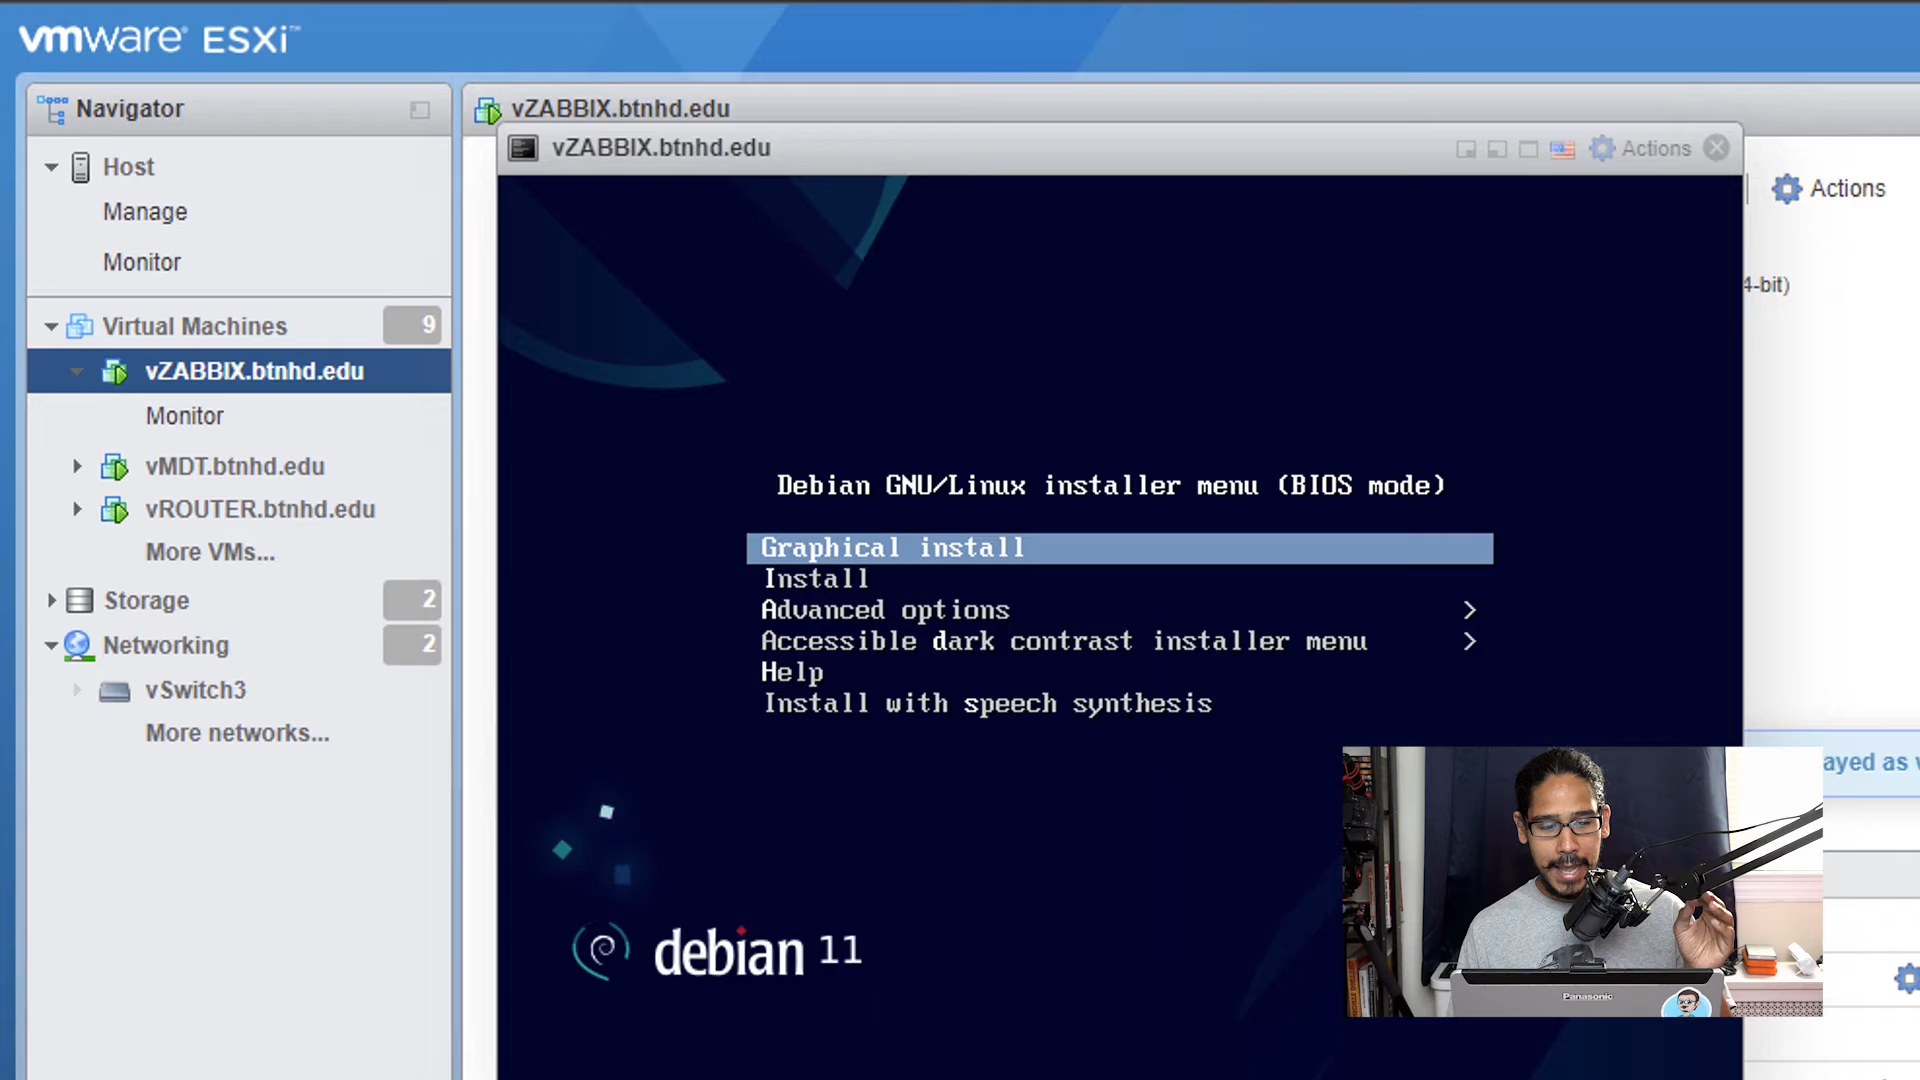 vmware® ESXi™
Navigator
Host
Manage
Monitor
Virtual Machines 9
vZABBIX.btnhd.edu
Monitor
vMDT.btnhd.edu
vROUTER.btnhd.edu
More VMs...
Storage 2
Networking 2
vSwitch3
More networks...
vZABBIX.btnhd.edu
vZABBIX.btnhd.edu Actions
Actions
4-bit)
Debian GNU/Linux installer menu (BIOS mode)
Graphical install
Install
Advanced options >
Accessible dark contrast installer menu >
Help
Install with speech synthesis
ayed as
debian 11
Panasonic